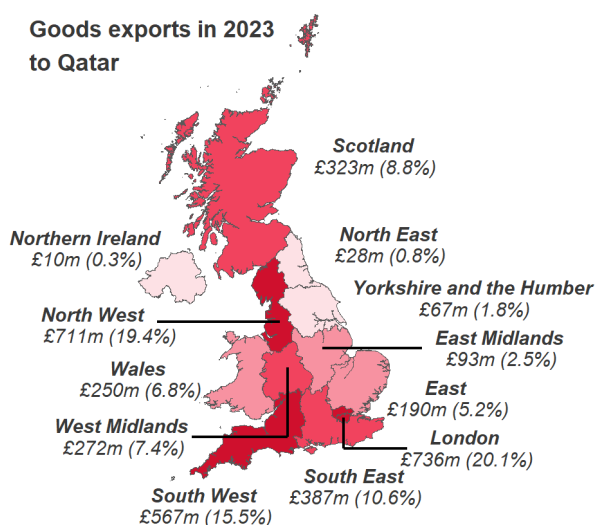 Goods exports in 2023
to Qatar
Scotland
£323m (8.8%)
Northern Ireland
£10m (0.3%)
North East
£28m (0.8%)
Yorkshire and the Humber
£67m (1.8%)
North West
£711m (19.4%)
East Midlands
£93m (2.5%)
Wales
£250m (6.8%)
East
£190m (5.2%)
West Midlands
£272m (7.4%)
London
£736m (20.1%)
South East
£387m (10.6%)
South West
£567m (15.5%)